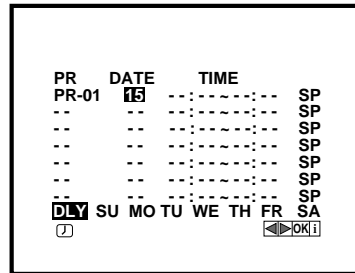 PR DATE TIME
PR-01 15 --:--~--:-- SP
-- -- --:--~--:-- SP
-- -- --:--~--:-- SP
-- -- --:--~--:-- SP
-- -- --:--~--:-- SP
-- -- --:--~--:-- SP
-- -- --:--~--:-- SP
DLY SU MO TU WE TH FR SA
OK i